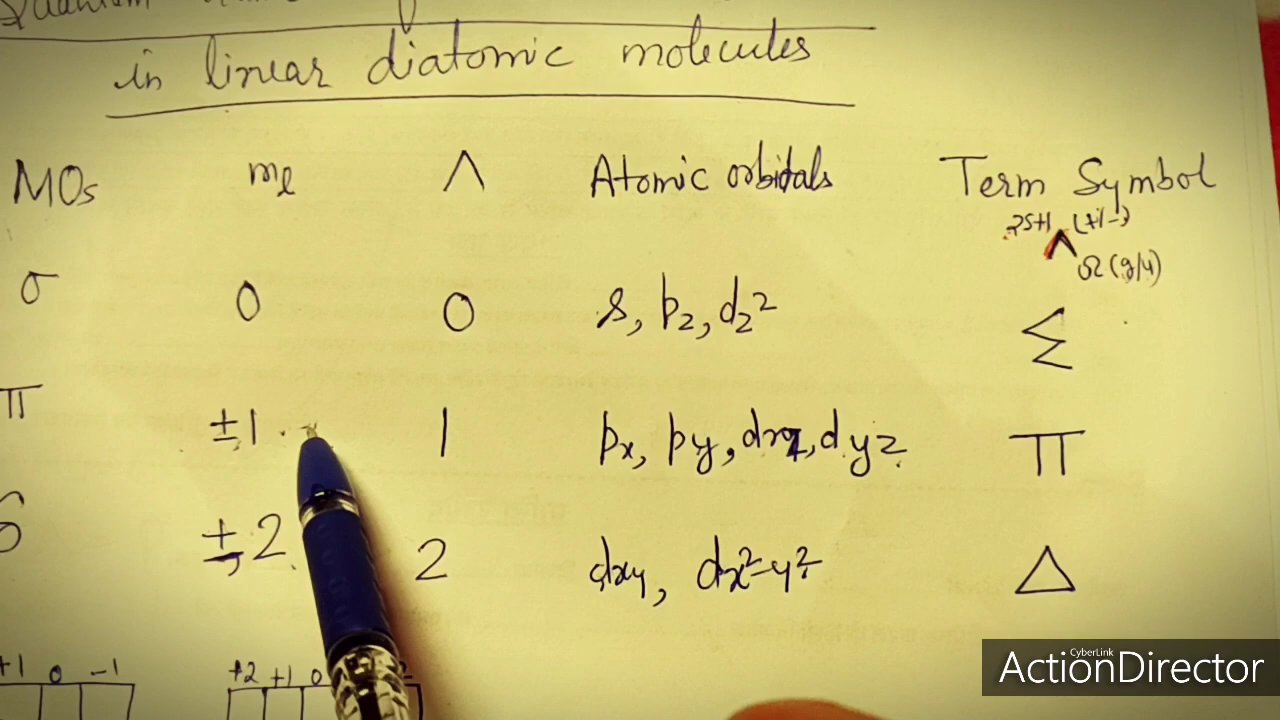 in linear diatomic molecules
MOs ml Λ Atomic orbidals Term Symbol
2S+1 Λ (+/-) Ω(g/u)
σ 0 0 s, pz, dz² Σ
π ±1 1 px, py, dxz, dyz Π
δ ±2 2 dxy, dx²-y² Δ
+1 0 -1 +2 +1 0
CyberLink
ActionDirector